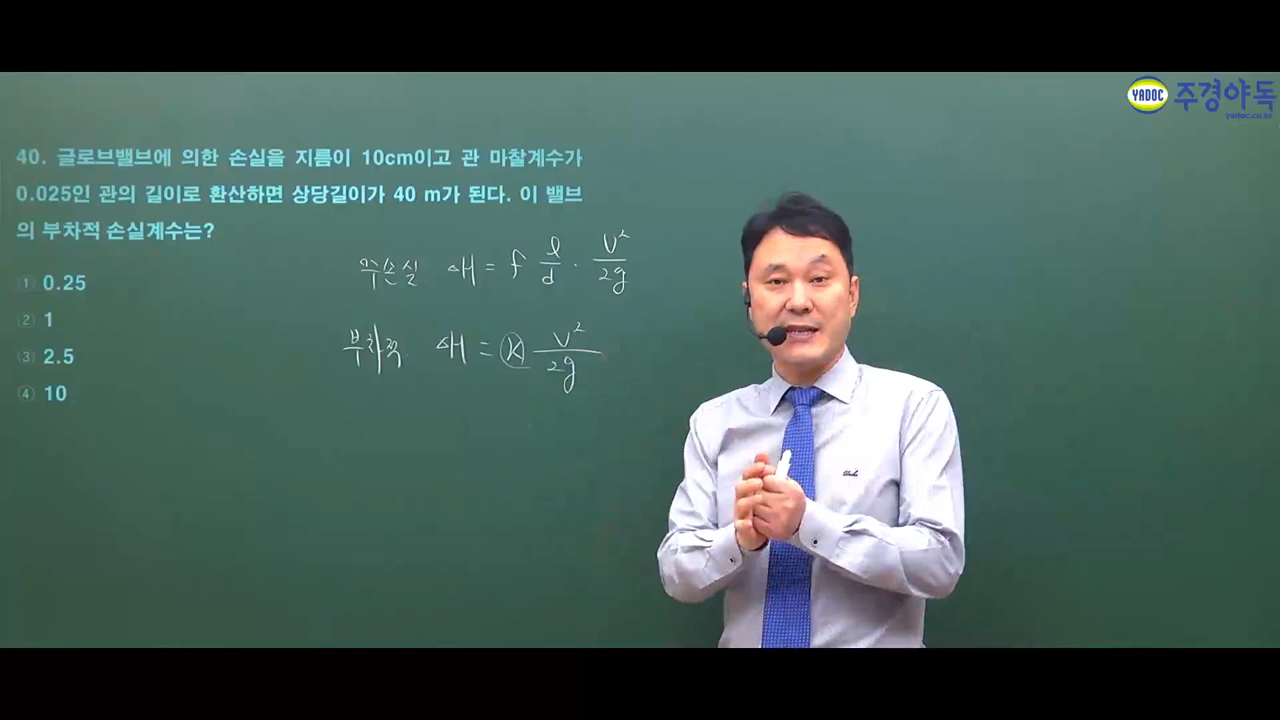 YADOC 주경야독
yadoc.co.kr
40. 글로브밸브에 의한 손실을 지름이 10cm이고 관 마찰계수가
0.025인 관의 길이로 환산하면 상당길이가 40 m가 된다. 이 밸브
의 부차적 손실계수는?
① 0.25
② 1
③ 2.5
④ 10
주손실 ΔH = f l/d · V²/2g
부차적 ΔH = K V²/2g